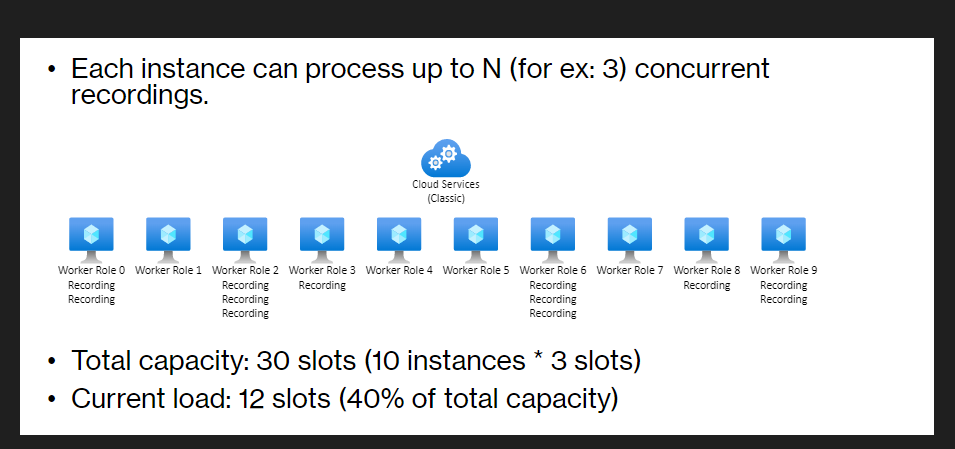 • Each instance can process up to N (for ex: 3) concurrent
recordings.
Cloud Services
(Classic)
Worker Role 0 Worker Role 1 Worker Role 2 Worker Role 3 Worker Role 4 Worker Role 5 Worker Role 6 Worker Role 7 Worker Role 8 Worker Role 9
Recording Recording Recording Recording Recording Recording
Recording Recording Recording Recording
Recording Recording
• Total capacity: 30 slots (10 instances * 3 slots)
• Current load: 12 slots (40% of total capacity)